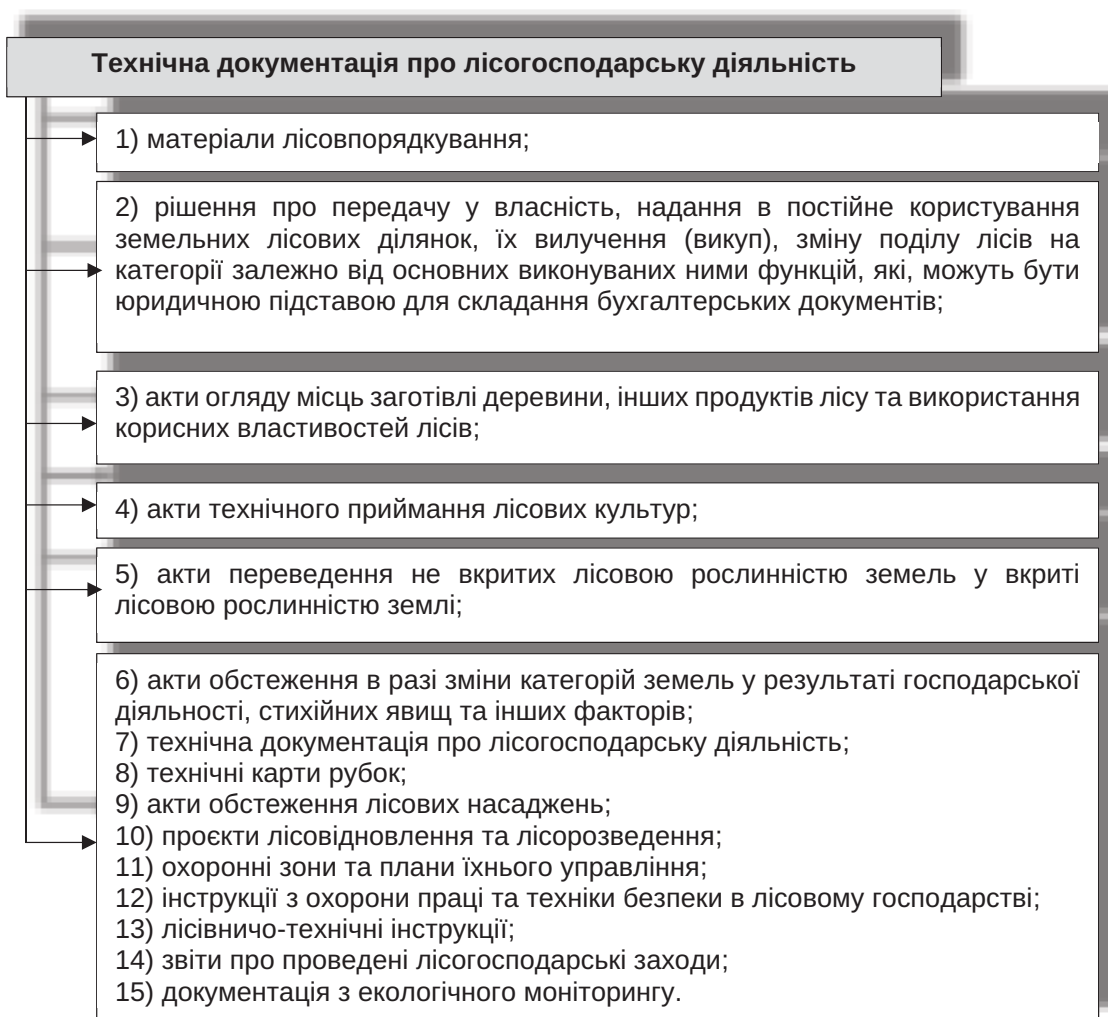 Технічна документація про лісогосподарську діяльність
1) матеріали лісовпорядкування;
2) рішення про передачу у власність, надання в постійне користування
земельних лісових ділянок, їх вилучення (викуп), зміну поділу лісів на
категорії залежно від основних виконуваних ними функцій, які, можуть бути
юридичною підставою для складання бухгалтерських документів;
3) акти огляду місць заготівлі деревини, інших продуктів лісу та використання
корисних властивостей лісів;
4) акти технічного приймання лісових культур;
5) акти переведення не вкритих лісовою рослинністю земель у вкриті
лісовою рослинністю землі;
6) акти обстеження в разі зміни категорій земель у результаті господарської
діяльності, стихійних явищ та інших факторів;
7) технічна документація про лісогосподарську діяльність;
8) технічні карти рубок;
9) акти обстеження лісових насаджень;
10) проєкти лісовідновлення та лісорозведення;
11) охоронні зони та плани їхнього управління;
12) інструкції з охорони праці та техніки безпеки в лісовому господарстві;
13) лісівничо-технічні інструкції;
14) звіти про проведені лісогосподарські заходи;
15) документація з екологічного моніторингу.